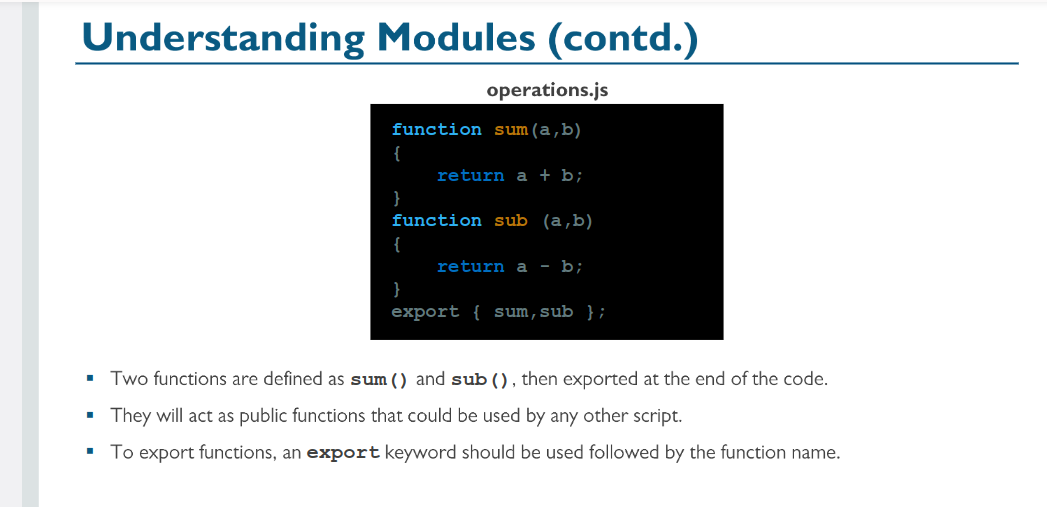 Understanding Modules (contd.)
operations.js
function sum(a,b)
{
return a + b;
}
function sub (a,b)
{
return a - b;
}
export { sum,sub };
▪ Two functions are defined as sum() and sub(), then exported at the end of the code.
▪ They will act as public functions that could be used by any other script.
▪ To export functions, an export keyword should be used followed by the function name.